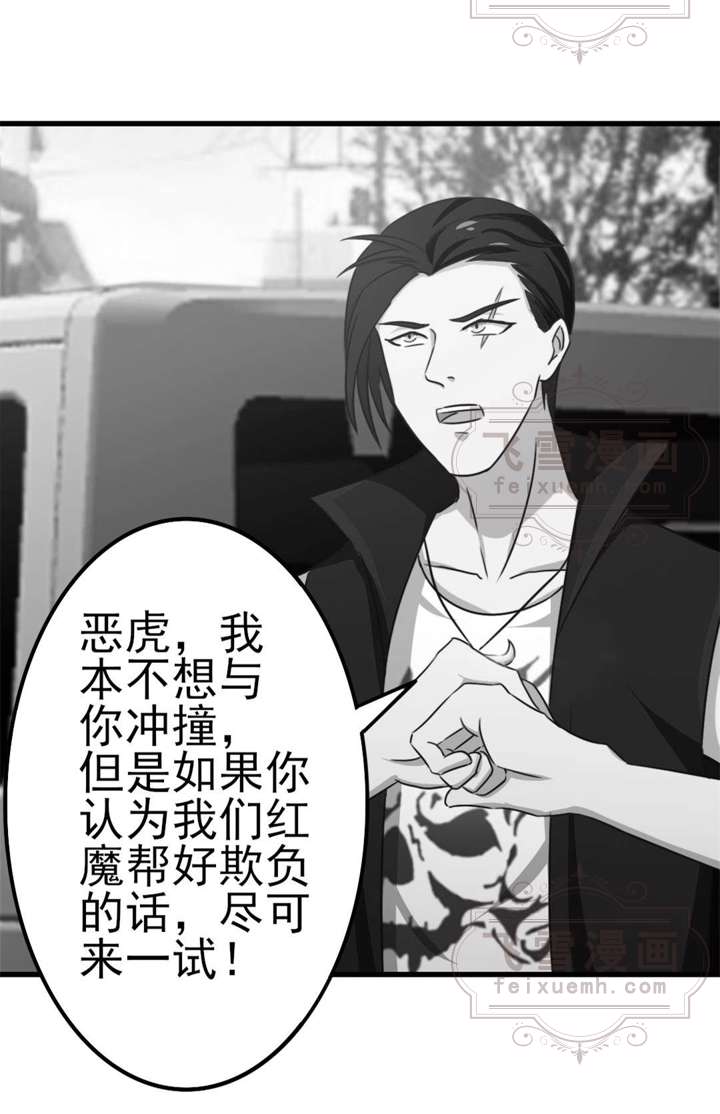 飞雪漫画
feixuemh.com
恶虎，我
本不想与
你冲撞，
但是如果你
认为我们红
魔帮好欺负
的话，尽可
来一试！
飞雪漫画
feixuemh.com